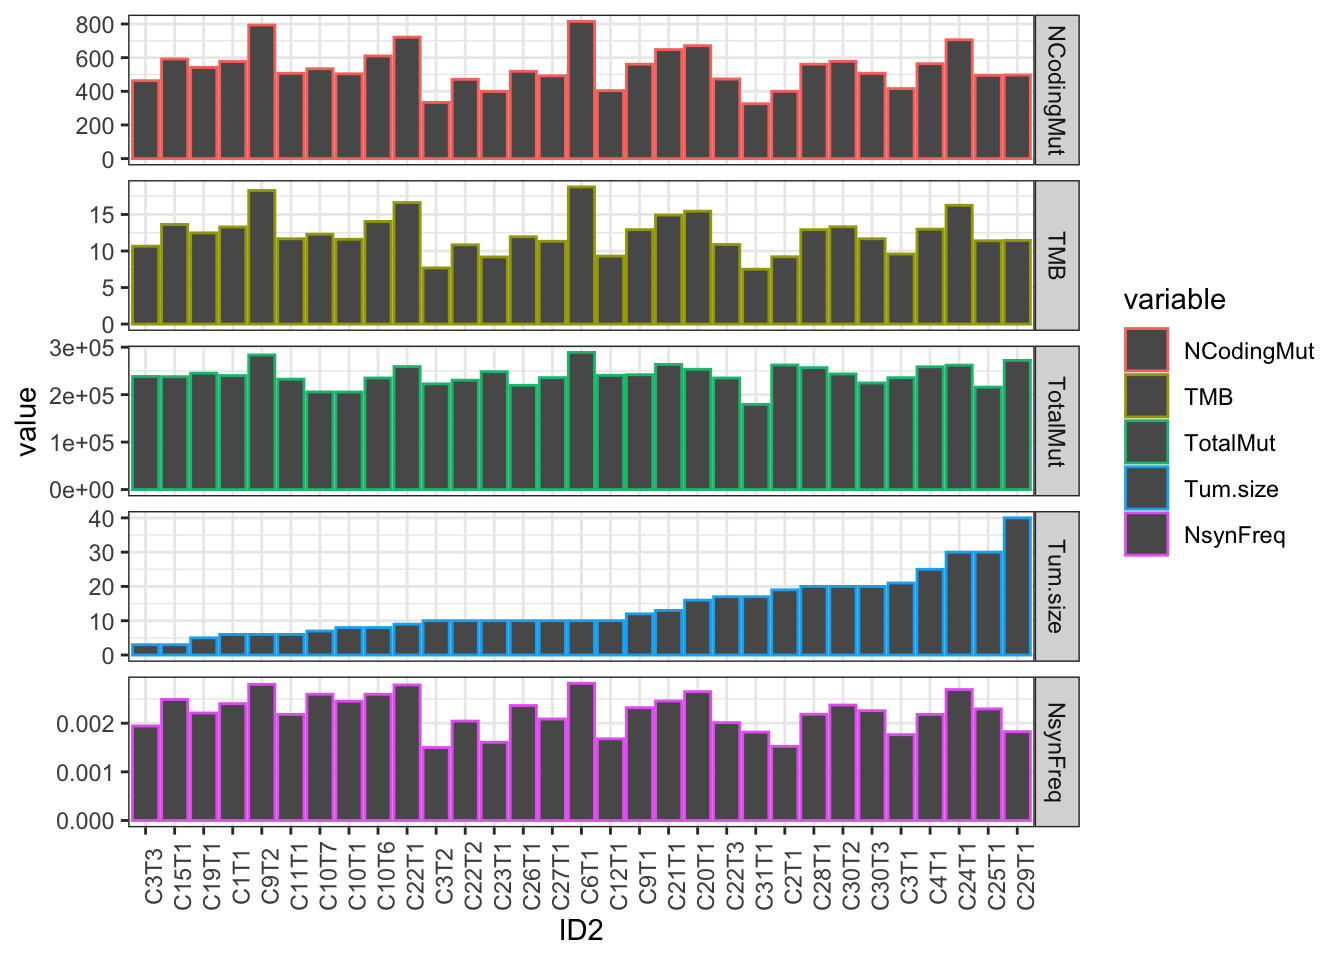 800
600
400
200
0
NCodingMut
15
10
5
0
TMB
3e+05
2e+05
1e+05
0e+00
TotalMut
40
30
20
10
0
Tum.size
0.002
0.001
0.000
NsynFreq
value
C3T3 C15T1 C19T1 C1T1 C9T2 C11T1 C10T7 C10T1 C10T6 C22T1 C3T2 C22T2 C23T1 C26T1 C27T1 C6T1 C12T1 C9T1 C21T1 C20T1 C22T3 C31T1 C2T1 C28T1 C30T2 C30T3 C3T1 C4T1 C24T1 C25T1 C29T1
ID2
variable
NCodingMut
TMB
TotalMut
Tum.size
NsynFreq